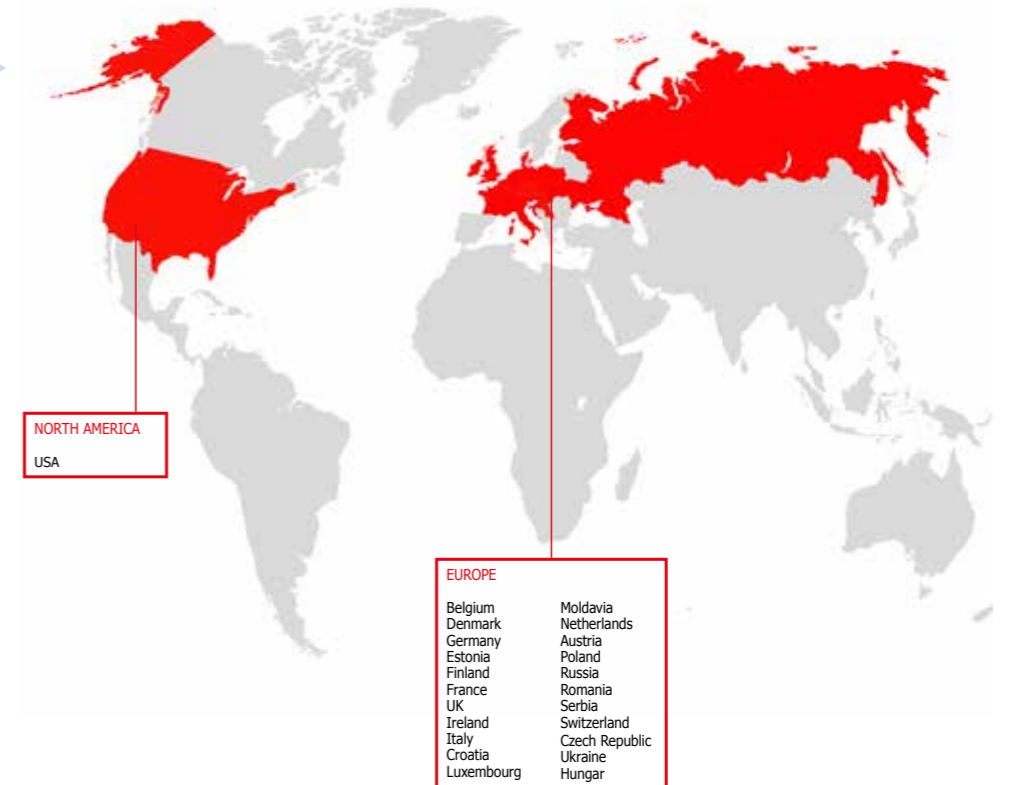 NORTH AMERICA
USA
EUROPE
Belgium
Denmark
Germany
Estonia
Finland
France
UK
Ireland
Italy
Croatia
Luxembourg
Moldavia
Netherlands
Austria
Poland
Russia
Romania
Serbia
Switzerland
Czech Republic
Ukraine
Hungar